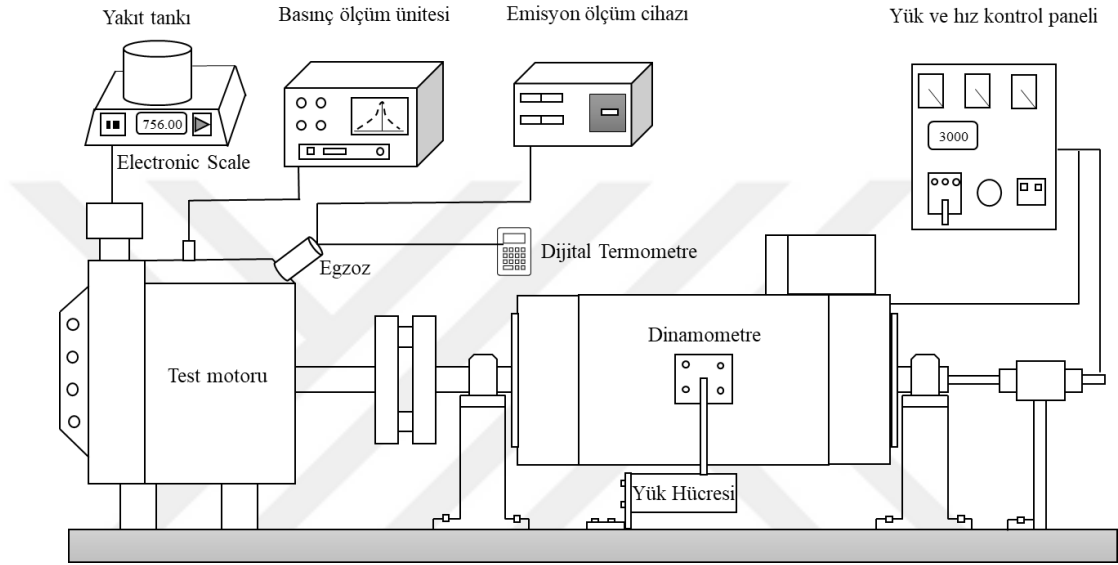 Yakıt tankı
Basınç ölçüm ünitesi
Emisyon ölçüm cihazı
Yük ve hız kontrol paneli
756.00
Electronic Scale
3000
Egzoz
Dijital Termometre
Dinamometre
Test motoru
Yük Hücresi